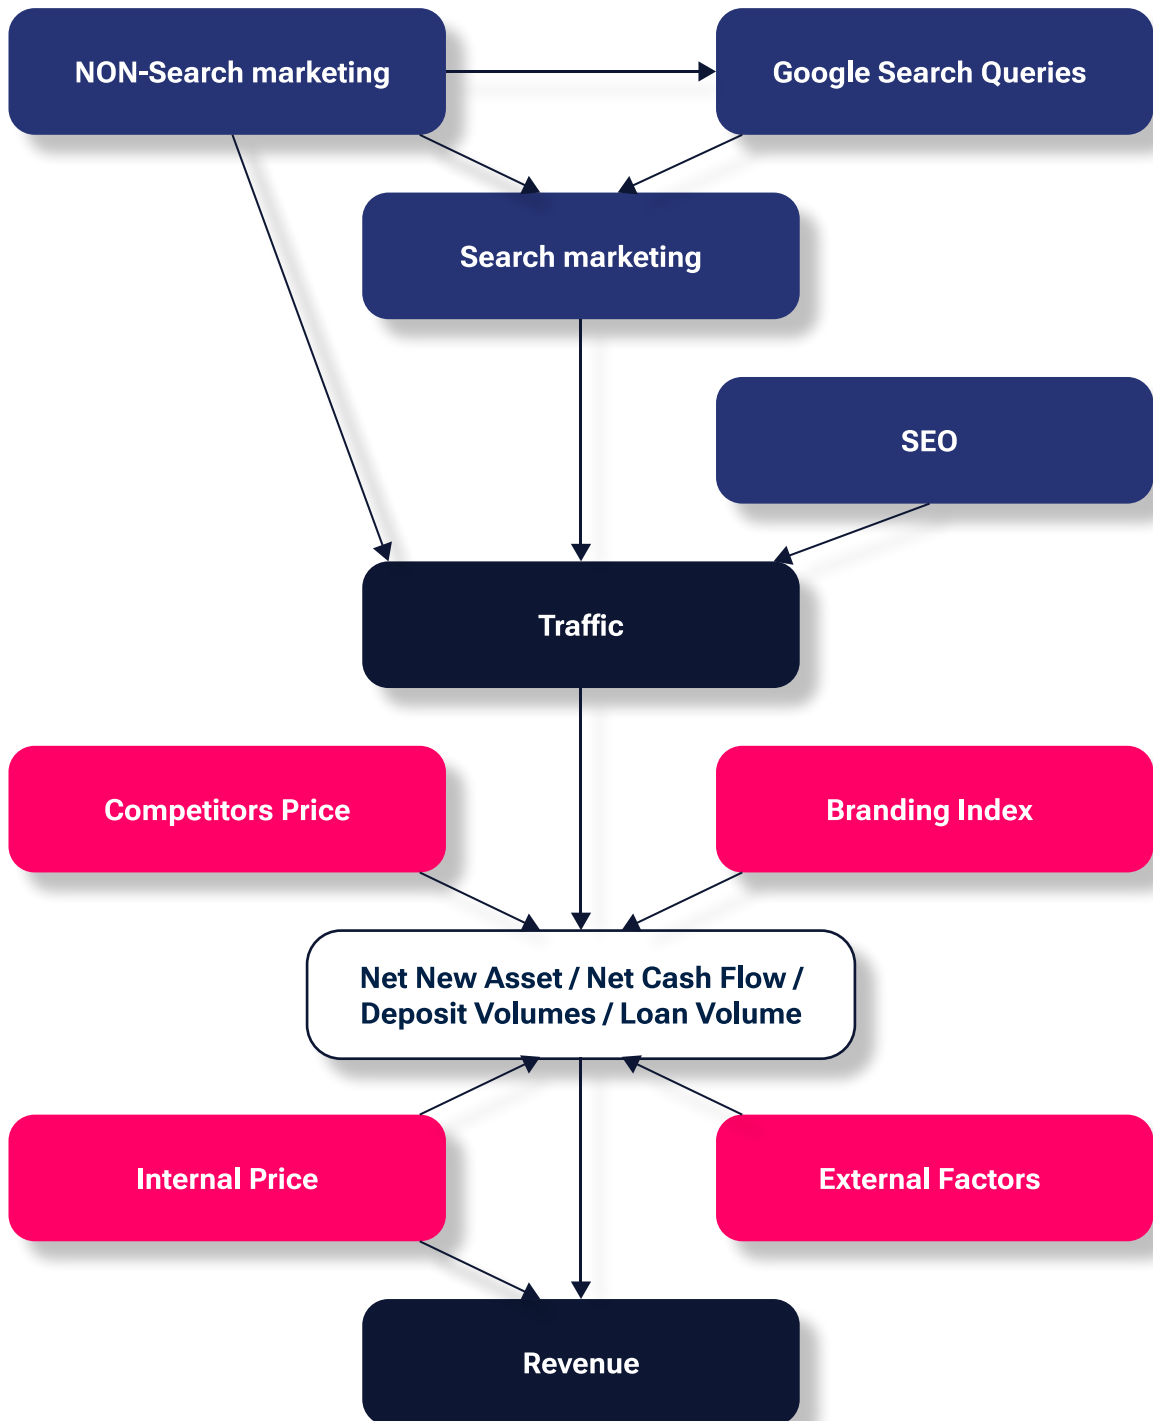 NON-Search marketing
Google Search Queries
Search marketing
SEO
Traffic
Competitors Price
Branding Index
Net New Asset / Net Cash Flow /
Deposit Volumes / Loan Volume
Internal Price
External Factors
Revenue